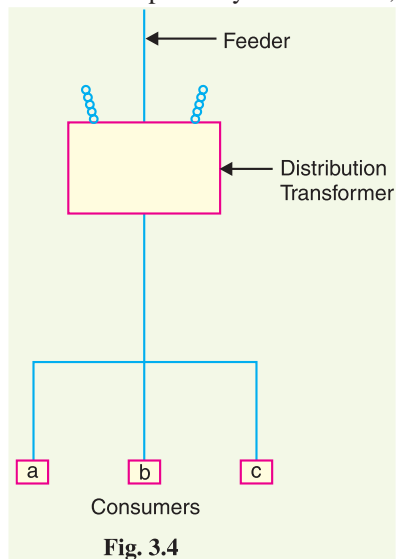 Feeder
Distribution
Transformer
a
b
c
Consumers
Fig. 3.4